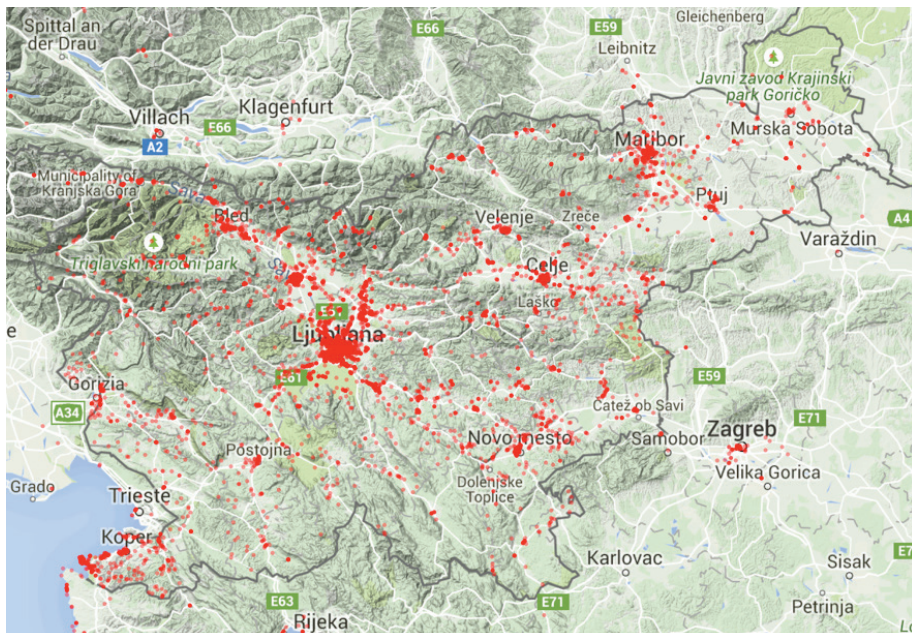 Spittal an
der Drau
E66
E59
Gleichenberg
Leibnitz
Javni zavod Krajinski
park Goričko
Klagenfurt
Villach
E66
A2
Murska Sobota
Maribor
Municipality of
Kranjska Gora
Sava
Bled
Velenje
Zreče
Ptuj
A4
Varaždin
Triglavski narodni park
Celje
Laško
Ljubljana
E61
E59
Gorizia
A34
Čatež ob Savi
E71
Novo mesto
Samobor
Zagreb
Postojna
Velika Gorica
Dolenjske
Toplice
Grado
Trieste
Koper
Karlovac
Sisak
E63
E71
Petrinja
Rijeka